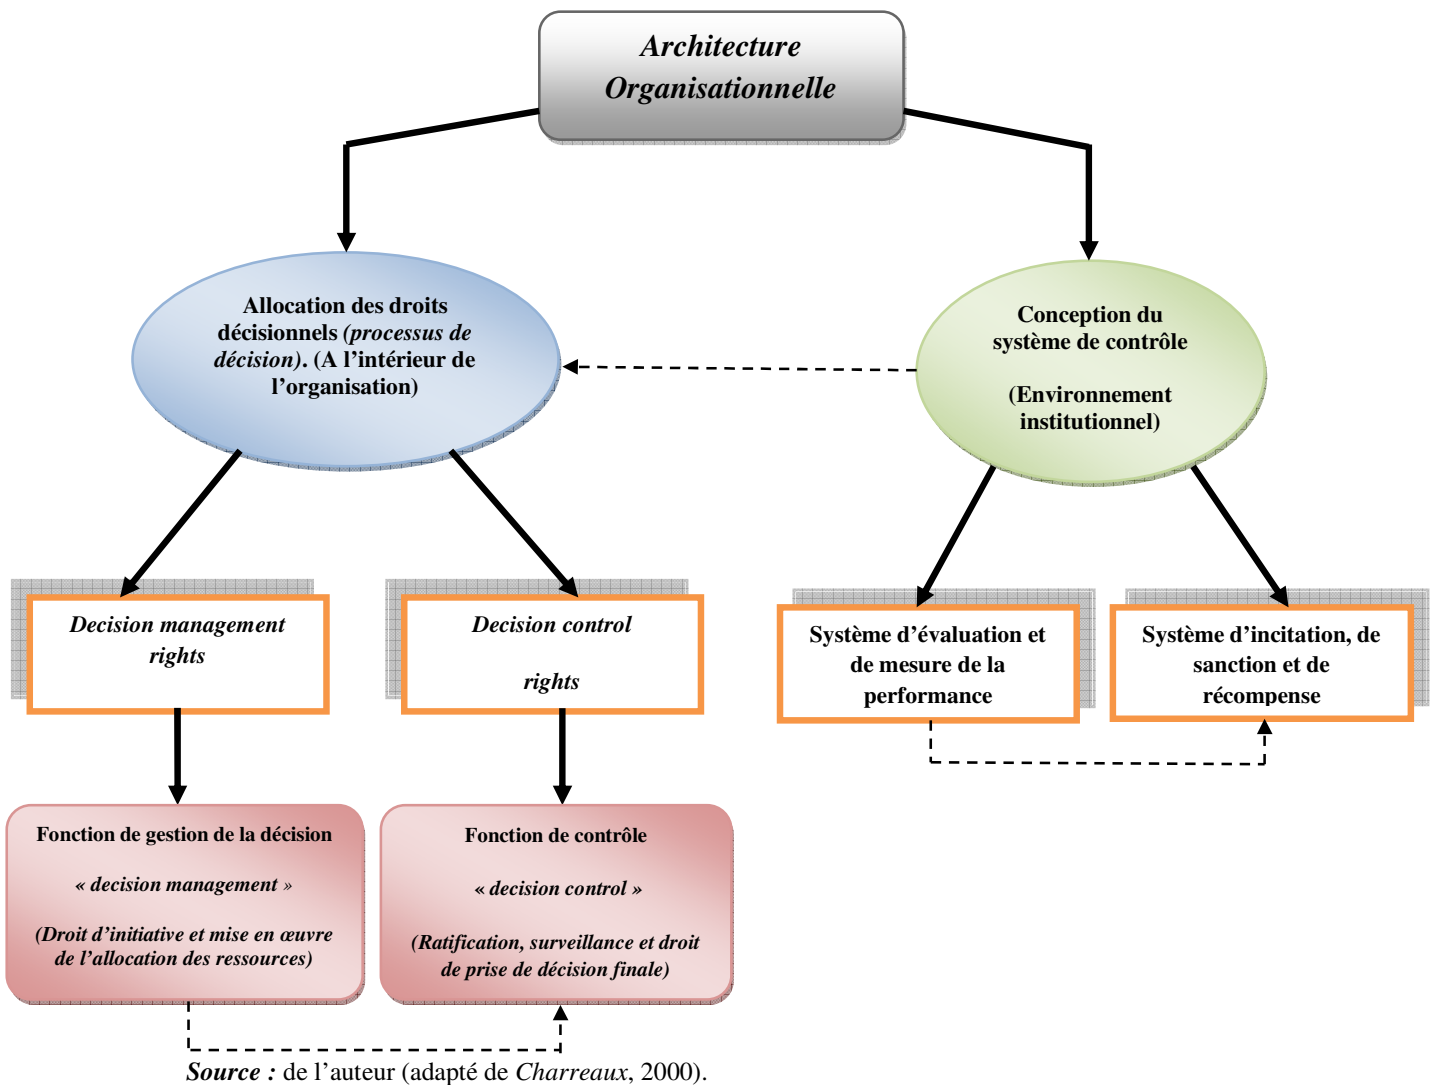 Architecture
Organisationnelle
Allocation des droits
décisionnels (processus de
décision). (A l’intérieur de
l’organisation)
Conception du
système de contrôle
(Environnement
institutionnel)
Decision management
rights
Decision control
rights
Système d’évaluation et
de mesure de la
performance
Système d’incitation, de
sanction et de
récompense
Fonction de gestion de la décision
« decision management »
(Droit d’initiative et mise en œuvre
de l’allocation des ressources)
Fonction de contrôle
« decision control »
(Ratification, surveillance et droit
de prise de décision finale)
Source : de l’auteur (adapté de Charreaux, 2000).